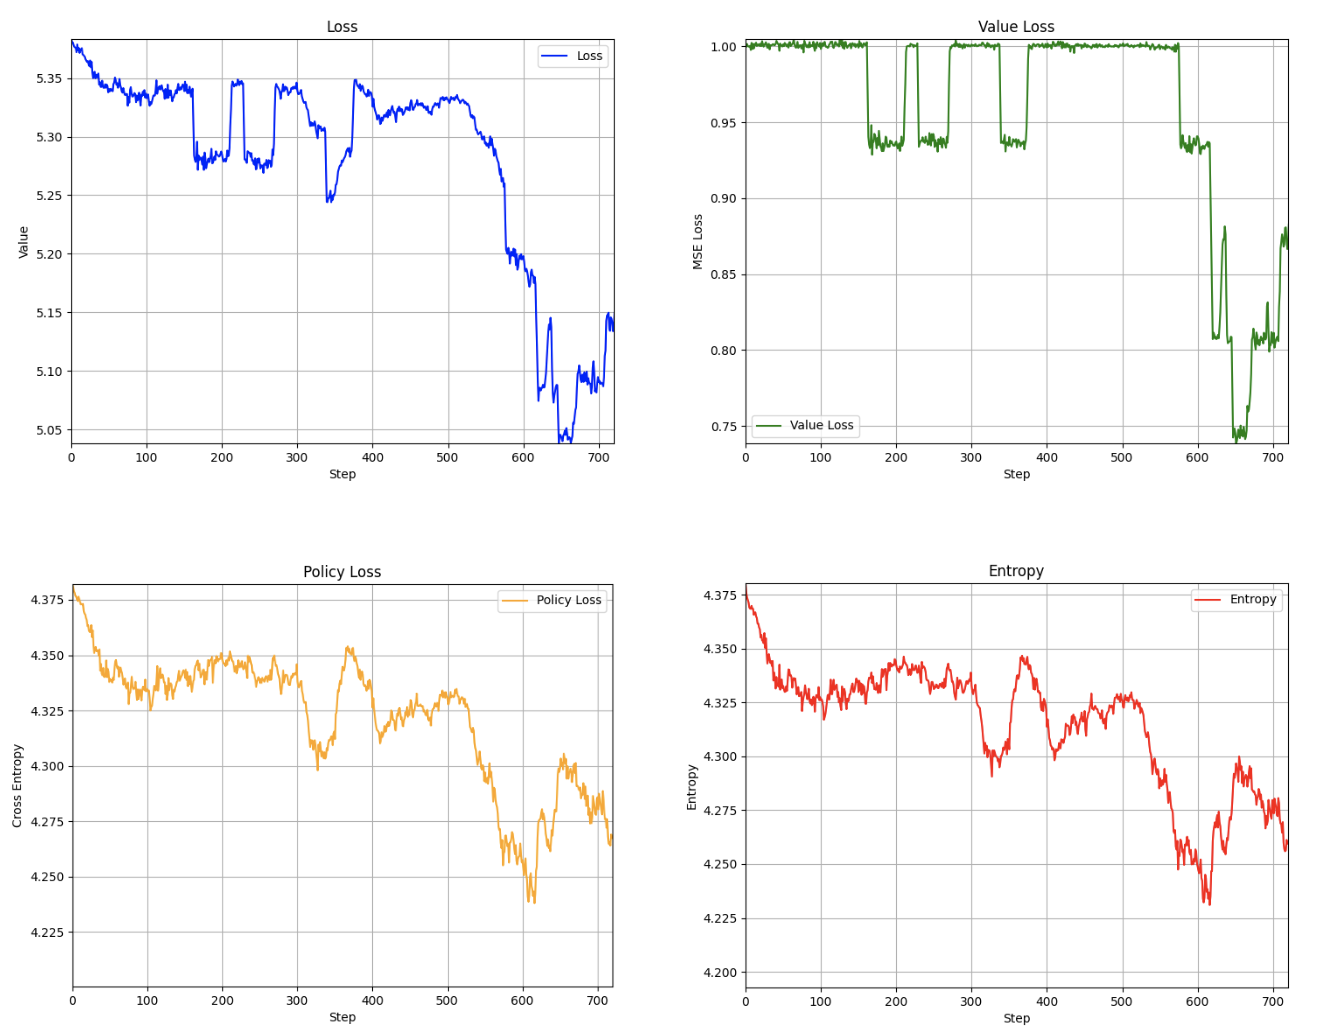 Loss
Loss
5.35
5.30
5.25
5.20
5.15
5.10
5.05
Value
0 100 200 300 400 500 600 700
Step
Value Loss
1.00
0.95
0.90
0.85
0.80
0.75
MSE Loss
Value Loss
0 100 200 300 400 500 600 700
Step
Policy Loss
Policy Loss
4.375
4.350
4.325
4.300
4.275
4.250
4.225
Cross Entropy
0 100 200 300 400 500 600 700
Step
Entropy
Entropy
4.375
4.350
4.325
4.300
4.275
4.250
4.225
4.200
Entropy
0 100 200 300 400 500 600 700
Step